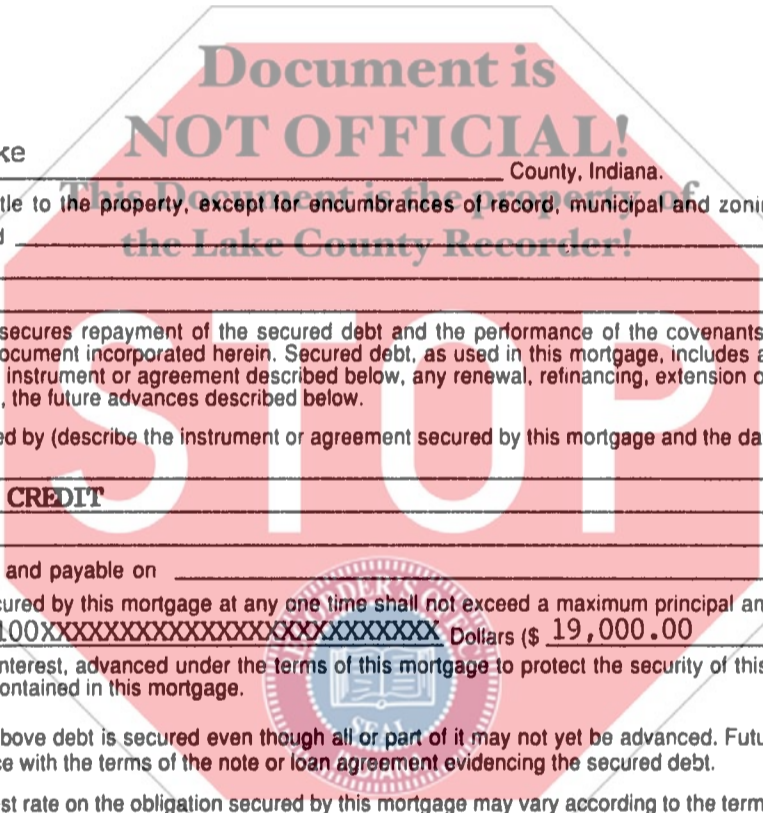 Document is
NOT OFFICIAL!
ke County, Indiana.
This Document is the property of
tle to the property, except for encumbrances of record, municipal and zonin
the Lake County Recorder!
secures repayment of the secured debt and the performance of the covenants
ocument incorporated herein. Secured debt, as used in this mortgage, includes a
instrument or agreement described below, any renewal, refinancing, extension o
, the future advances described below.
ed by (describe the instrument or agreement secured by this mortgage and the da
STOP
CREDIT
and payable on
cured by this mortgage at any one time shall not exceed a maximum principal am
100XXXXXXXXXXXXXXXXXXXXXXXXXXXXX Dollars ($ 19,000.00
nterest, advanced under the terms of this mortgage to protect the security of this
ontained in this mortgage.
SEAL
INDIANA
bove debt is secured even though all or part of it may not yet be advanced. Futu
ce with the terms of the note or loan agreement evidencing the secured debt.
st rate on the obligation secured by this mortgage may vary according to the term